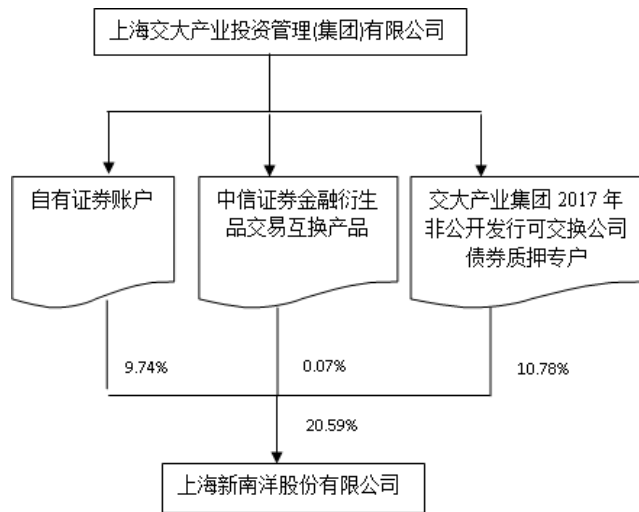 上海交大产业投资管理(集团)有限公司
自有证券账户
中信证券金融衍生
品交易互换产品
交大产业集团 2017 年
非公开发行可交换公司
债券质押专户
9.74%
0.07%
10.78%
20.59%
上海新南洋股份有限公司